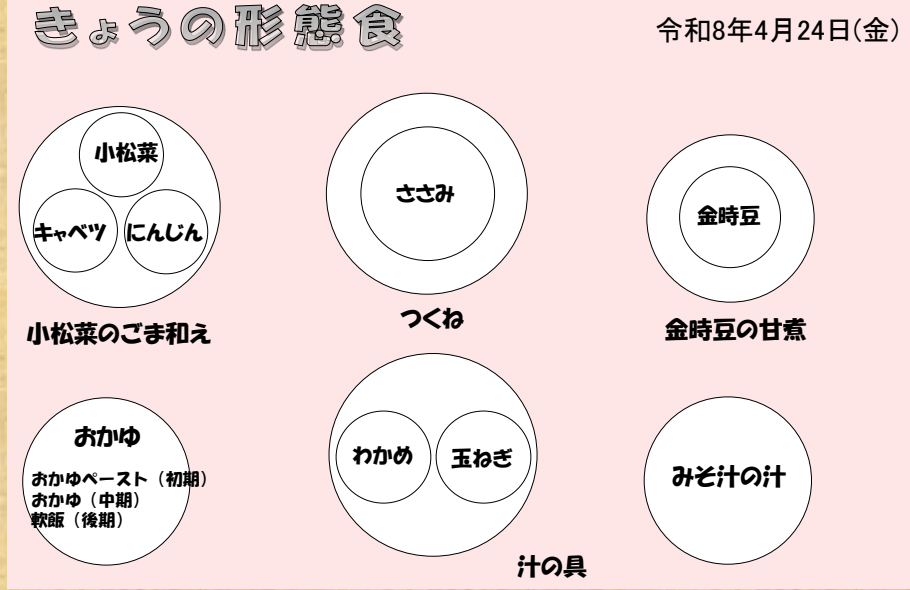 きょうの形態食
令和8年4月24日(金)
小松菜
キャベツ
にんじん
小松菜のごま和え
ささみ
つくね
金時豆
金時豆の甘煮
おかゆ
おかゆペースト（初期）
おかゆ（中期）
軟飯（後期）
わかめ
玉ねぎ
汁の具
みそ汁の汁